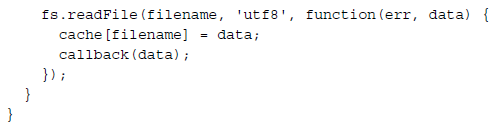 fs.readFile(filename, 'utf8', function(err, data) {
cache[filename] = data;
callback(data);
});
}
}